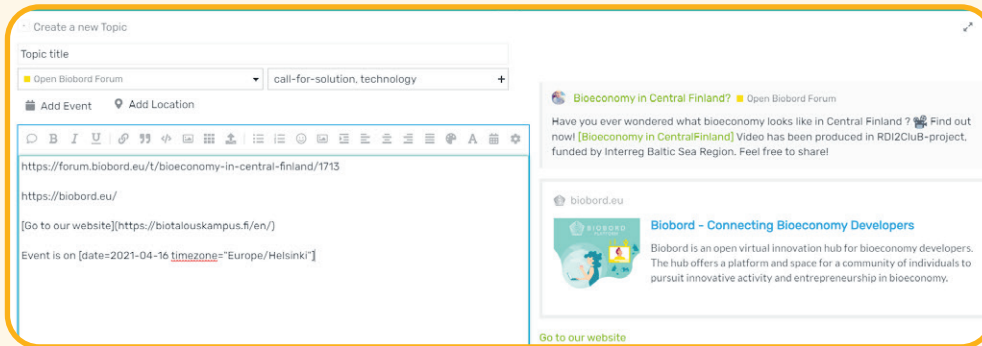 Create a new Topic
Topic title
Open Biobord Forum
call-for-solution, technology
Add Event Add Location
B I U
A
https://forum.biobord.eu/t/bioeconomy-in-central-finland/1713
https://biobord.eu/
[Go to our website](https://biotalouskampus.fi/en/)
Event is on [date=2021-04-16 timezone="Europe/Helsinki"]
Bioeconomy in Central Finland? Open Biobord Forum
Have you ever wondered what bioeconomy looks like in Central Finland ? Find out
now! [Bioeconomy in CentralFinland] Video has been produced in RDI2CluB-project,
funded by Interreg Baltic Sea Region. Feel free to share!
biobord.eu
BIOBORD
Biobord - Connecting Bioeconomy Developers
Biobord is an open virtual innovation hub for bioeconomy developers.
The hub offers a platform and space for a community of individuals to
pursuit innovative activity and entrepreneurship in bioeconomy.
Go to our website